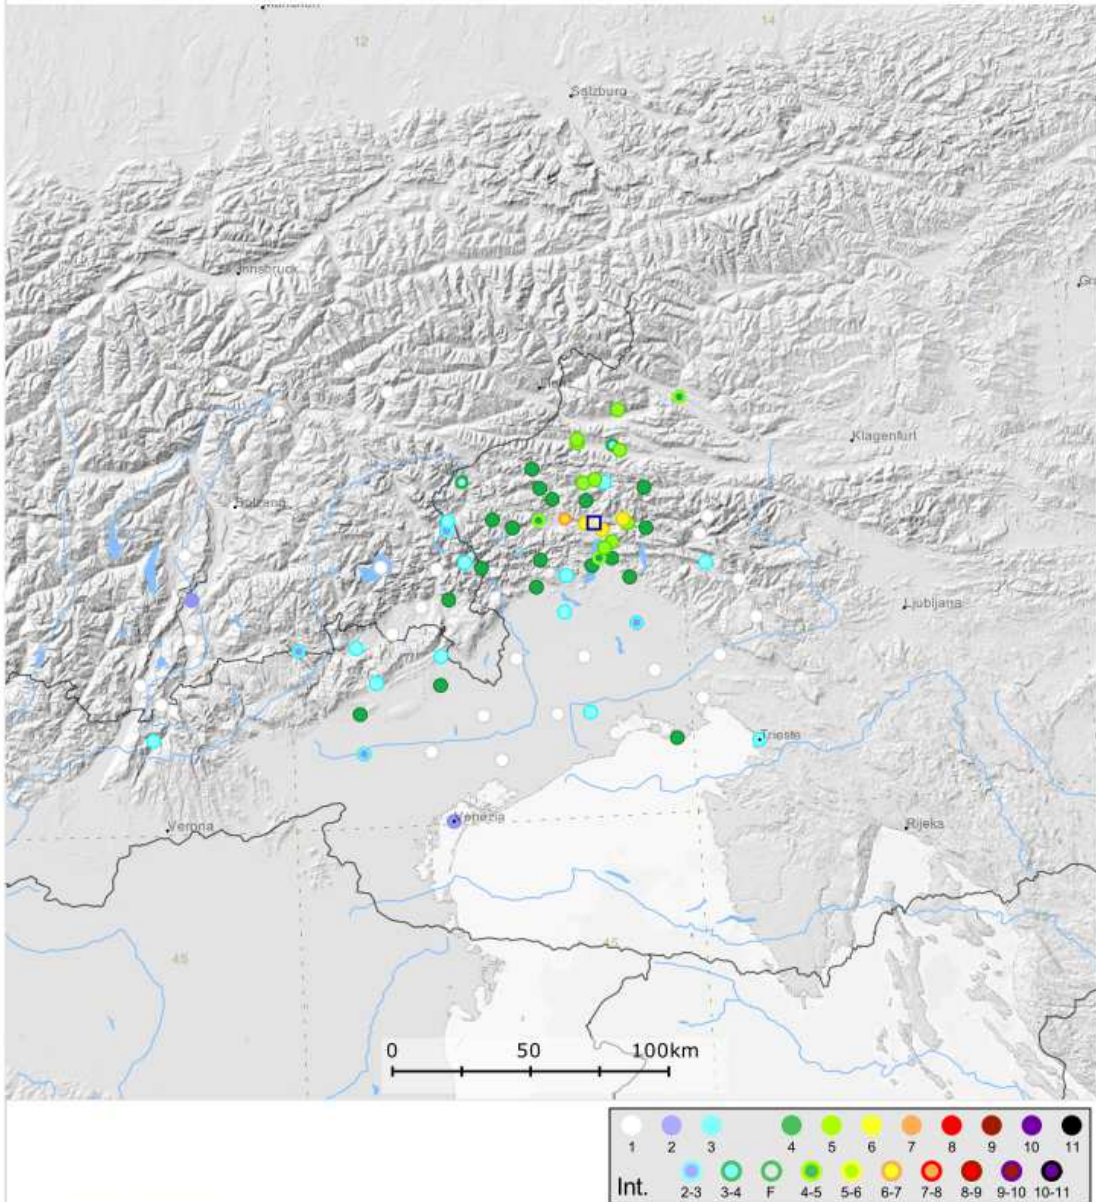 14
12
Salzburg
Innsbruck
Klagenfurt
Bolzano
Ljubljana
Trieste
Venezia
Verona
Rijeka
45
45
0 50 100km
1 2 3 4 5 6 7 8 9 10 11
Int. 2-3 3-4 F 4-5 5-6 6-7 7-8 8-9 9-10 10-11